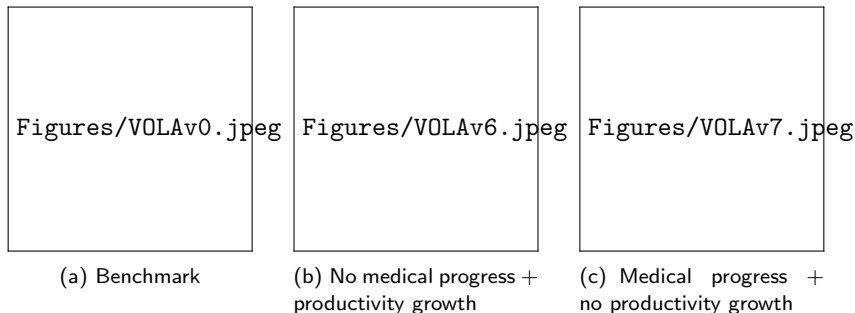 Figures/VOLAv0.jpeg Figures/VOLAv6.jpeg Figures/VOLAv7.jpeg
(a) Benchmark
(b) No medical progress +
productivity growth
(c) Medical progress +
no productivity growth